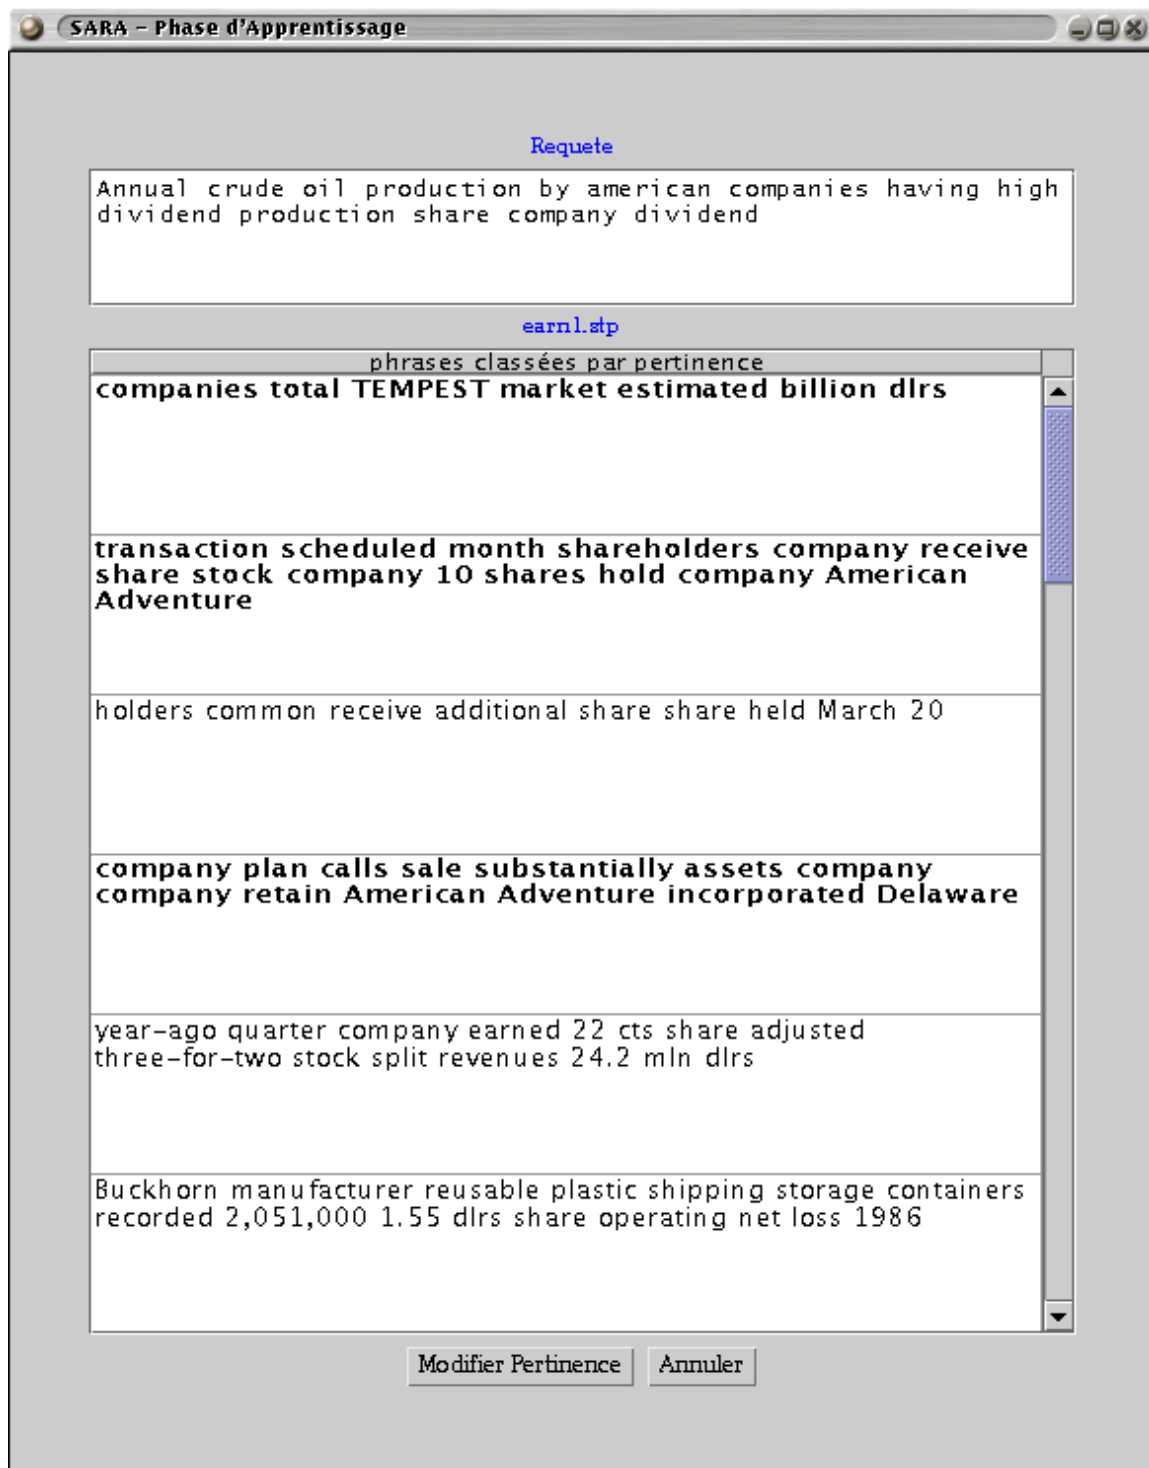 SARA – Phase d'Apprentissage
Requete
Annual crude oil production by american companies having high
dividend production share company dividend
earn1.stp
phrases classées par pertinence
companies total TEMPEST market estimated billion dlrs
transaction scheduled month shareholders company receive
share stock company 10 shares hold company American
Adventure
holders common receive additional share share held March 20
company plan calls sale substantially assets company
company retain American Adventure incorporated Delaware
year–ago quarter company earned 22 cts share adjusted
three–for–two stock split revenues 24.2 mln dlrs
Buckhorn manufacturer reusable plastic shipping storage containers
recorded 2,051,000 1.55 dlrs share operating net loss 1986
Modifier Pertinence Annuler